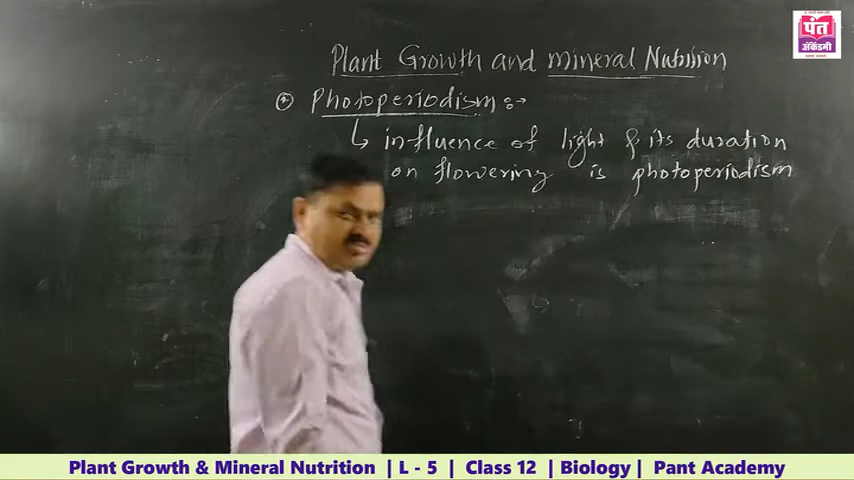 पंत
अॅकॅडमी
Plant Growth and mineral Nutrition
Photoperiodism :→
influence of light & its duration
on flowering is photoperiodism
Plant Growth & Mineral Nutrition | L - 5 | Class 12 | Biology | Pant Academy